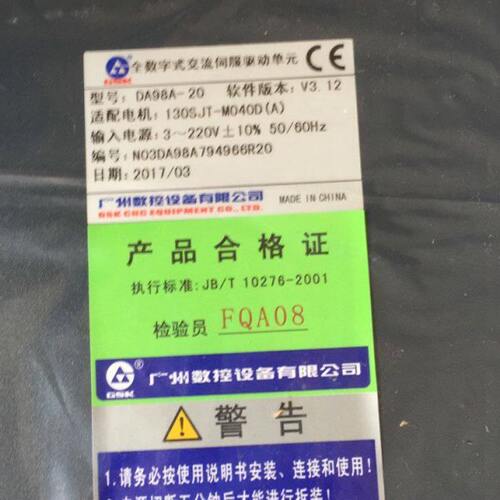 全数字式交流伺服驱动单元 CE
GSK
型号: DA98A-20 软件版本: V3.12
适配电机: 130SJT-M040D(A)
输入电源: 3~220V±10% 50/60Hz
编号: N03DA98A794966R20
日期: 2017/03
广州数控设备有限公司 MADE IN CHINA
GSK CNC EQUIPMENT CO., LTD.
产品合格证
执行标准: JB/T 10276-2001
检验员 FQA08
GSK ® 广州数控设备有限公司
警告
1.请务必按使用说明书安装、连接和使用!